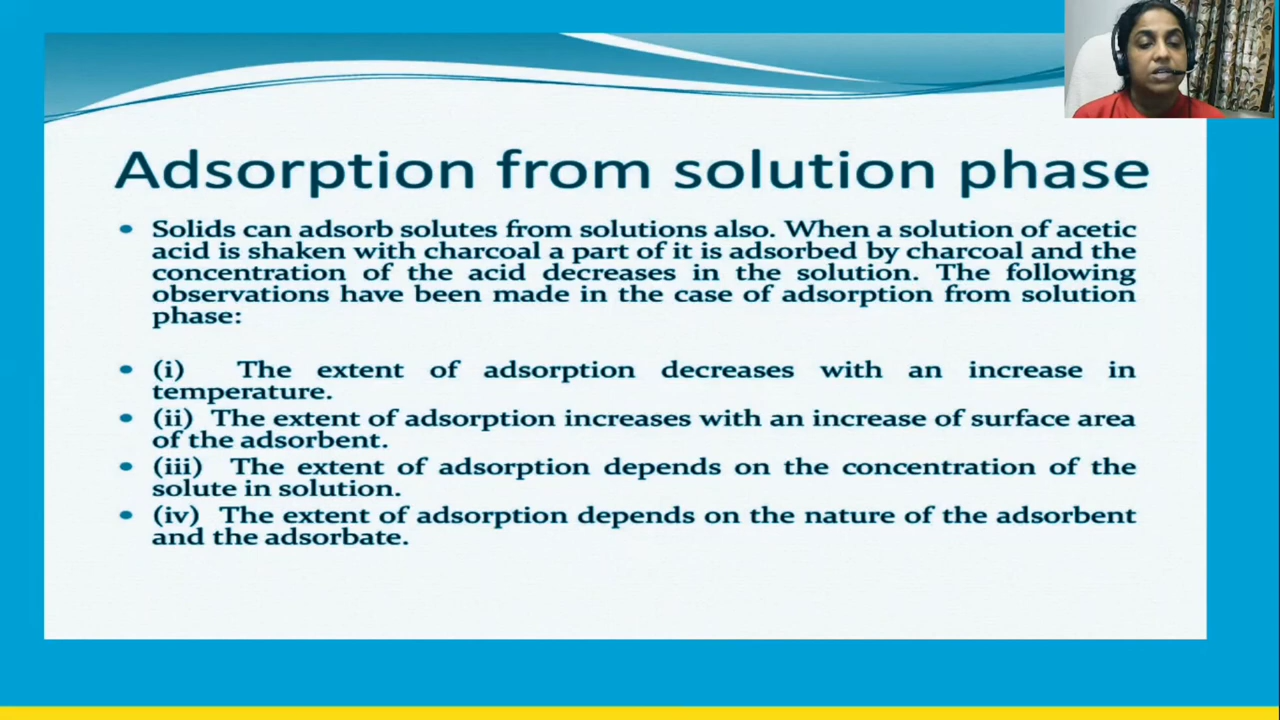 Adsorption from solution phase
• Solids can adsorb solutes from solutions also. When a solution of acetic
acid is shaken with charcoal a part of it is adsorbed by charcoal and the
concentration of the acid decreases in the solution. The following
observations have been made in the case of adsorption from solution
phase:
• (i) The extent of adsorption decreases with an increase in
temperature.
• (ii) The extent of adsorption increases with an increase of surface area
of the adsorbent.
• (iii) The extent of adsorption depends on the concentration of the
solute in solution.
• (iv) The extent of adsorption depends on the nature of the adsorbent
and the adsorbate.